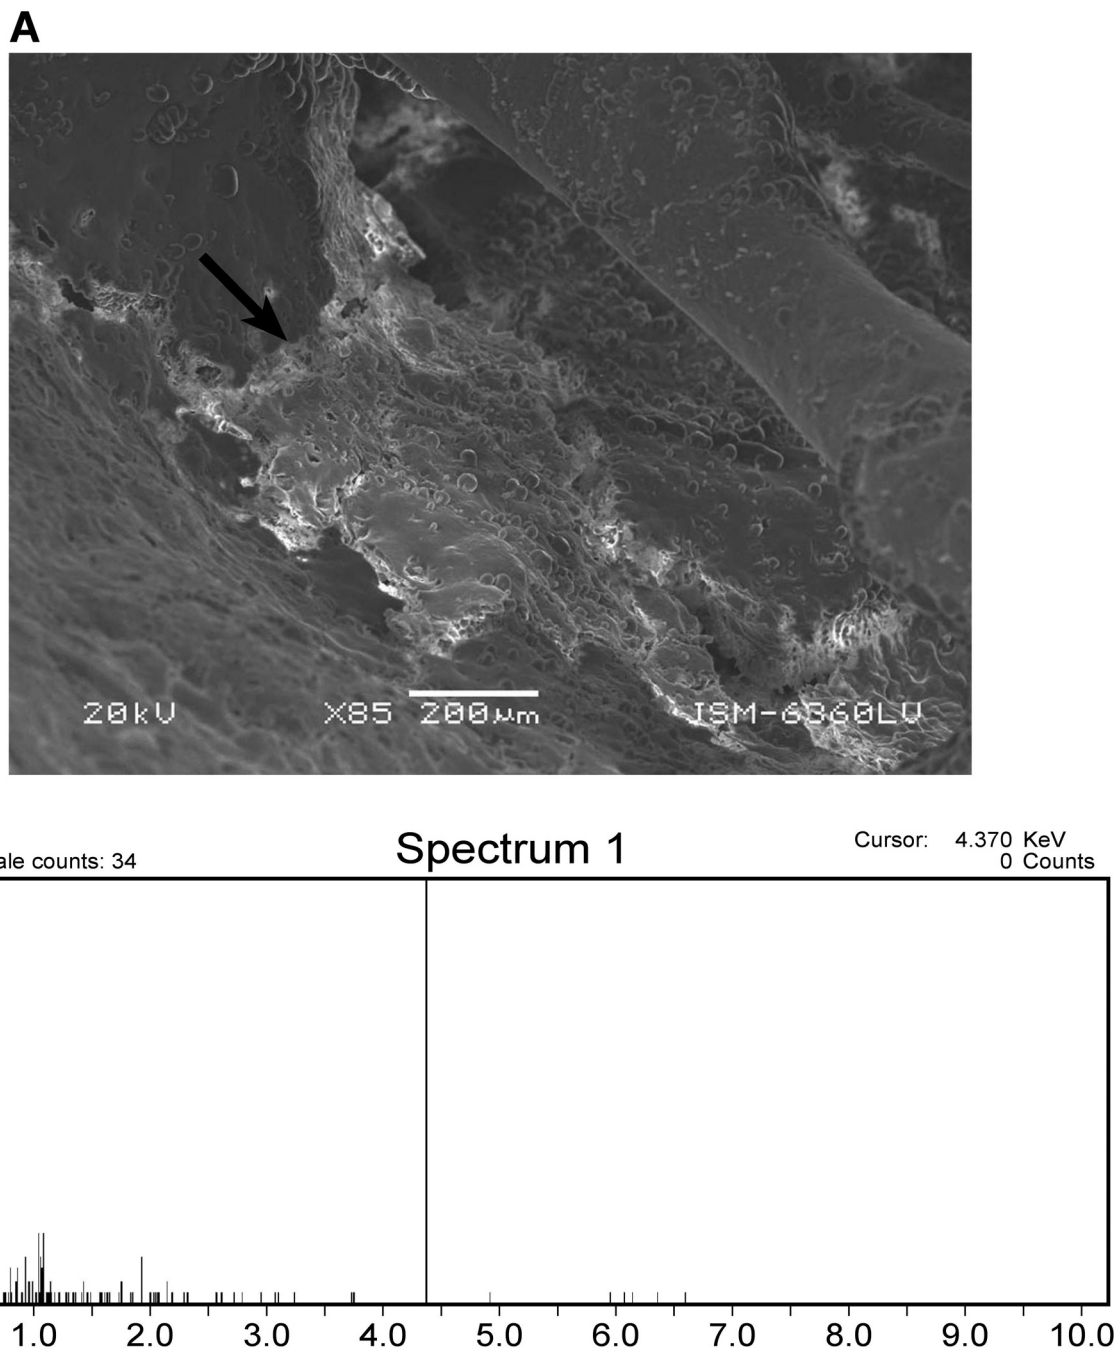 A
20kV X85 200μm JSM-6360LV
ale counts: 34
Spectrum 1
Cursor: 4.370 KeV
0 Counts
1.0 2.0 3.0 4.0 5.0 6.0 7.0 8.0 9.0 10.0